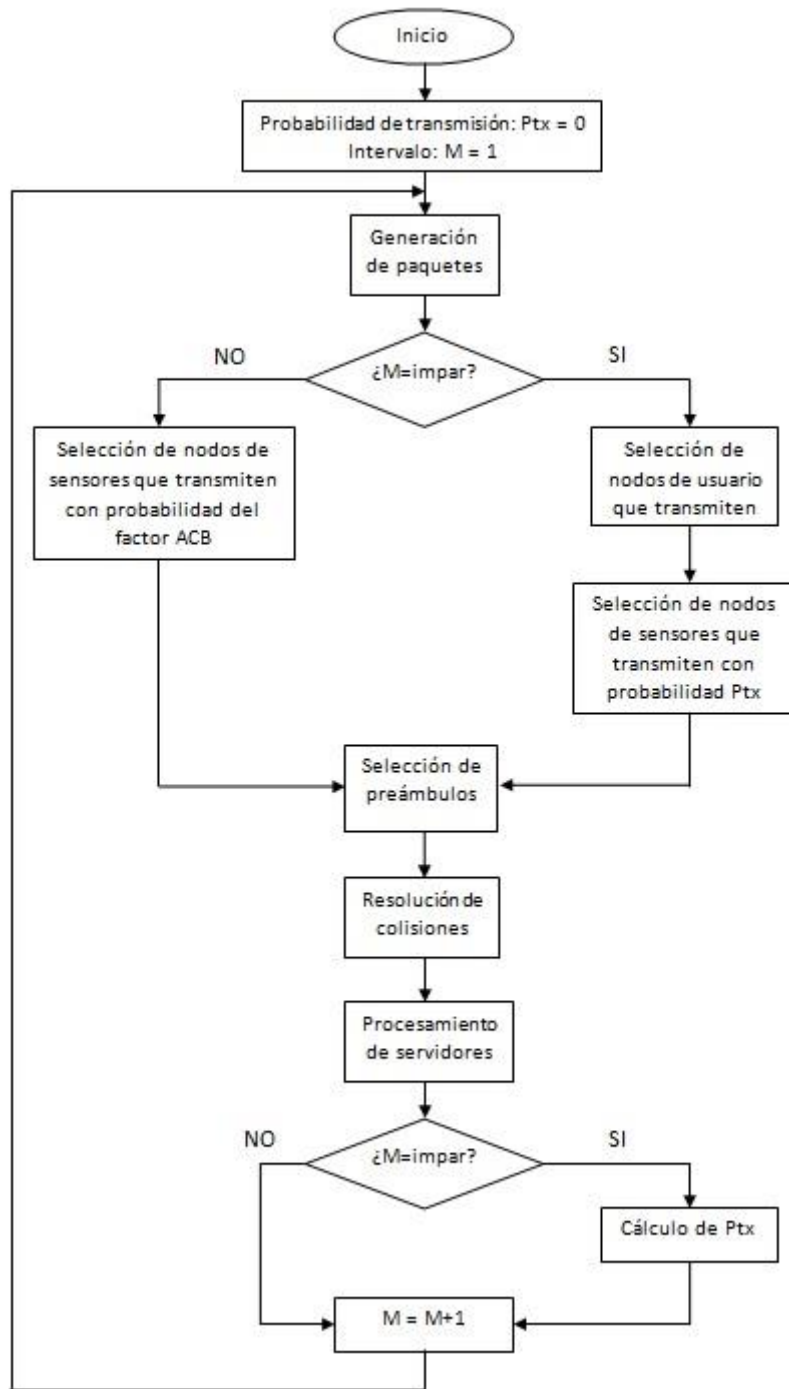 Inicio
Probabilidad de transmisión: Ptx = 0
Intervalo: M = 1
Generación
de paquetes
NO
¿M=impar?
SI
Selección de nodos de
sensores que transmiten
con probabilidad del
factor ACB
Selección de
nodos de usuario
que transmiten
Selección de nodos
de sensores que
transmiten con
probabilidad Ptx
Selección de
preámbulos
Resolución de
colisiones
Procesamiento
de servidores
NO
¿M=impar?
SI
Cálculo de Ptx
M = M+1